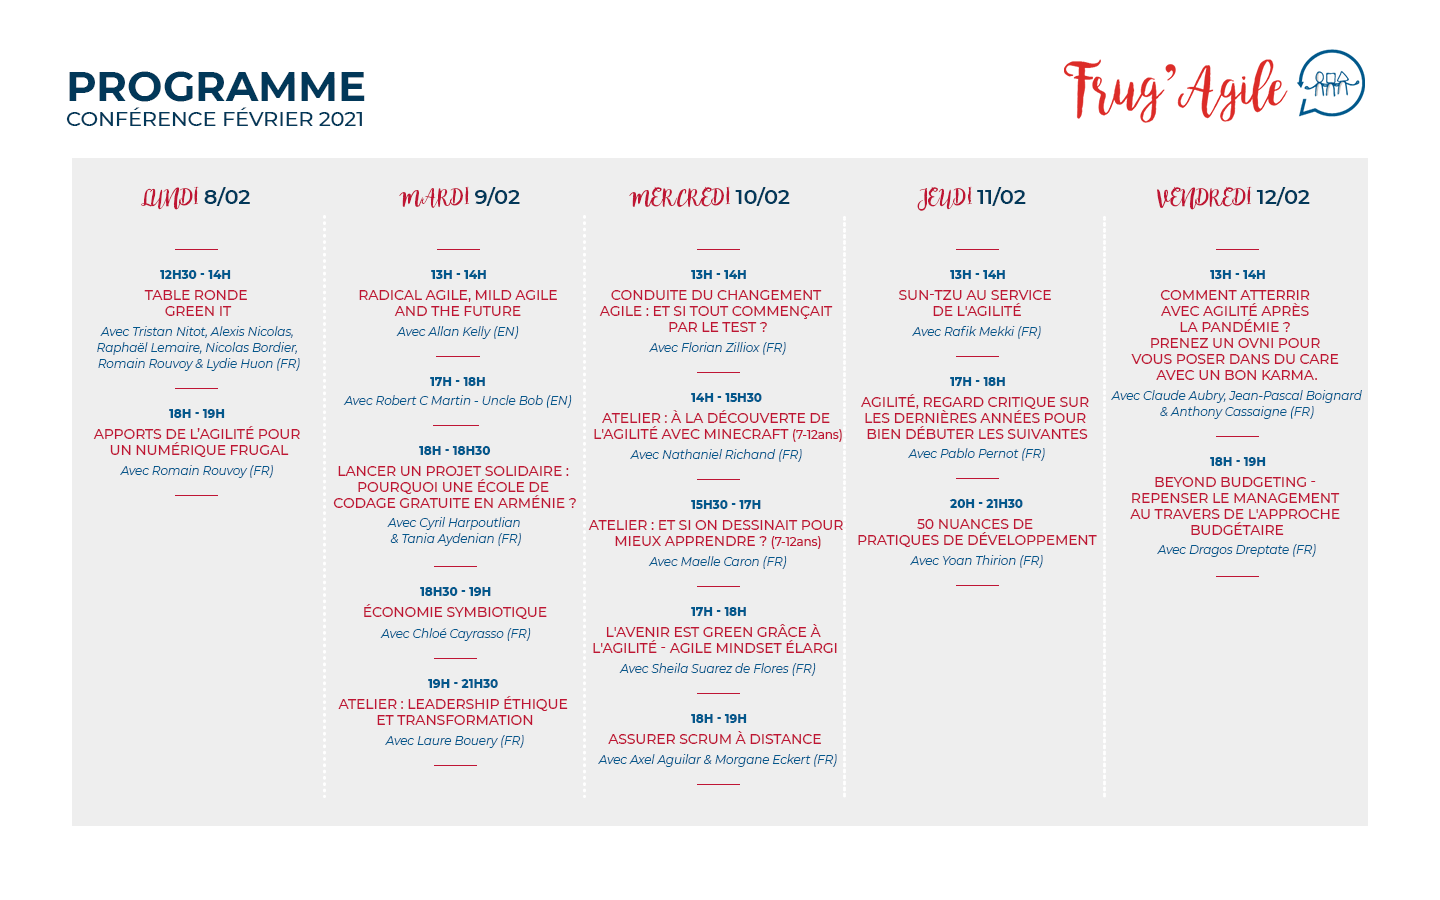 PROGRAMME
CONFÉRENCE FÉVRIER 2021
Frug'Agile
LUNDI 8/02
12H30 - 14H
TABLE RONDE
GREEN IT
Avec Tristan Nitot, Alexis Nicolas,
Raphaël Lemaire, Nicolas Bordier,
Romain Rouvoy & Lydie Huon (FR)
18H - 19H
APPORTS DE L’AGILITÉ POUR
UN NUMÉRIQUE FRUGAL
Avec Romain Rouvoy (FR)
MARDI 9/02
13H - 14H
RADICAL AGILE, MILD AGILE
AND THE FUTURE
Avec Allan Kelly (EN)
17H - 18H
Avec Robert C Martin - Uncle Bob (EN)
18H - 18H30
LANCER UN PROJET SOLIDAIRE :
POURQUOI UNE ÉCOLE DE
CODAGE GRATUITE EN ARMÉNIE ?
Avec Cyril Harpoutlian
& Tania Aydenian (FR)
18H30 - 19H
ÉCONOMIE SYMBIOTIQUE
Avec Chloé Cayrasso (FR)
19H - 21H30
ATELIER : LEADERSHIP ÉTHIQUE
ET TRANSFORMATION
Avec Laure Bouery (FR)
MERCREDI 10/02
13H - 14H
CONDUITE DU CHANGEMENT
AGILE : ET SI TOUT COMMENÇAIT
PAR LE TEST ?
Avec Florian Zilliox (FR)
14H - 15H30
ATELIER : À LA DÉCOUVERTE DE
L'AGILITÉ AVEC MINECRAFT (7-12ans)
Avec Nathaniel Richand (FR)
15H30 - 17H
ATELIER : ET SI ON DESSINAIT POUR
MIEUX APPRENDRE ? (7-12ans)
Avec Maelle Caron (FR)
17H - 18H
L'AVENIR EST GREEN GRÂCE À
L'AGILITÉ - AGILE MINDSET ÉLARGI
Avec Sheila Suarez de Flores (FR)
18H - 19H
ASSURER SCRUM À DISTANCE
Avec Axel Aguilar & Morgane Eckert (FR)
JEUDI 11/02
13H - 14H
SUN-TZU AU SERVICE
DE L'AGILITÉ
Avec Rafik Mekki (FR)
17H - 18H
AGILITÉ, REGARD CRITIQUE SUR
LES DERNIÈRES ANNÉES POUR
BIEN DÉBUTER LES SUIVANTES
Avec Pablo Pernot (FR)
20H - 21H30
50 NUANCES DE
PRATIQUES DE DÉVELOPPEMENT
Avec Yoan Thirion (FR)
VENDREDI 12/02
13H - 14H
COMMENT ATTERRIR
AVEC AGILITÉ APRÈS
LA PANDÉMIE ?
PRENEZ UN OVNI POUR
VOUS POSER DANS DU CARE
AVEC UN BON KARMA.
Avec Claude Aubry, Jean-Pascal Boignard
& Anthony Cassaigne (FR)
18H - 19H
BEYOND BUDGETING -
REPENSER LE MANAGEMENT
AU TRAVERS DE L'APPROCHE
BUDGÉTAIRE
Avec Dragos Dreptate (FR)